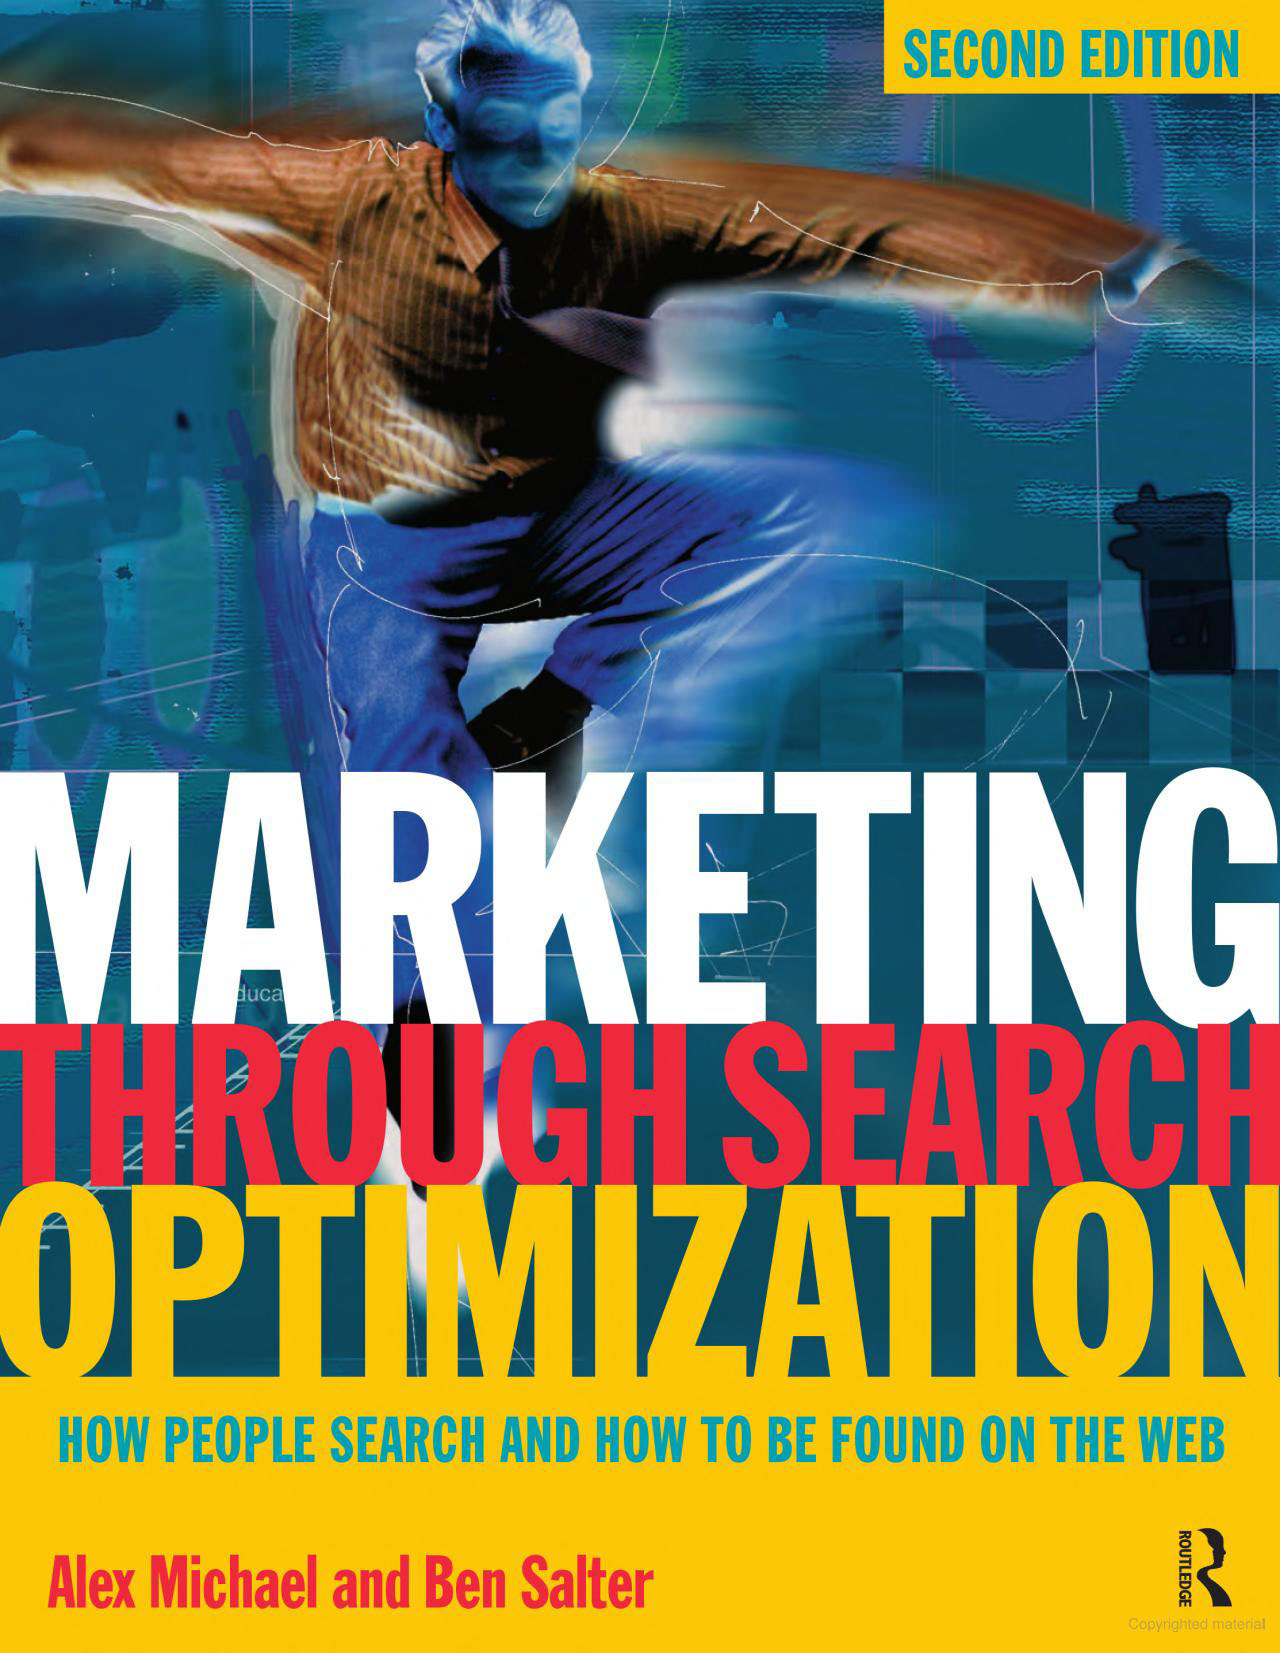 SECOND EDITION
duca
MARKETING
THROUGH SEARCH
OPTIMIZATION
HOW PEOPLE SEARCH AND HOW TO BE FOUND ON THE WEB
Alex Michael and Ben Salter
ROUTLEDGE
Copyrighted material